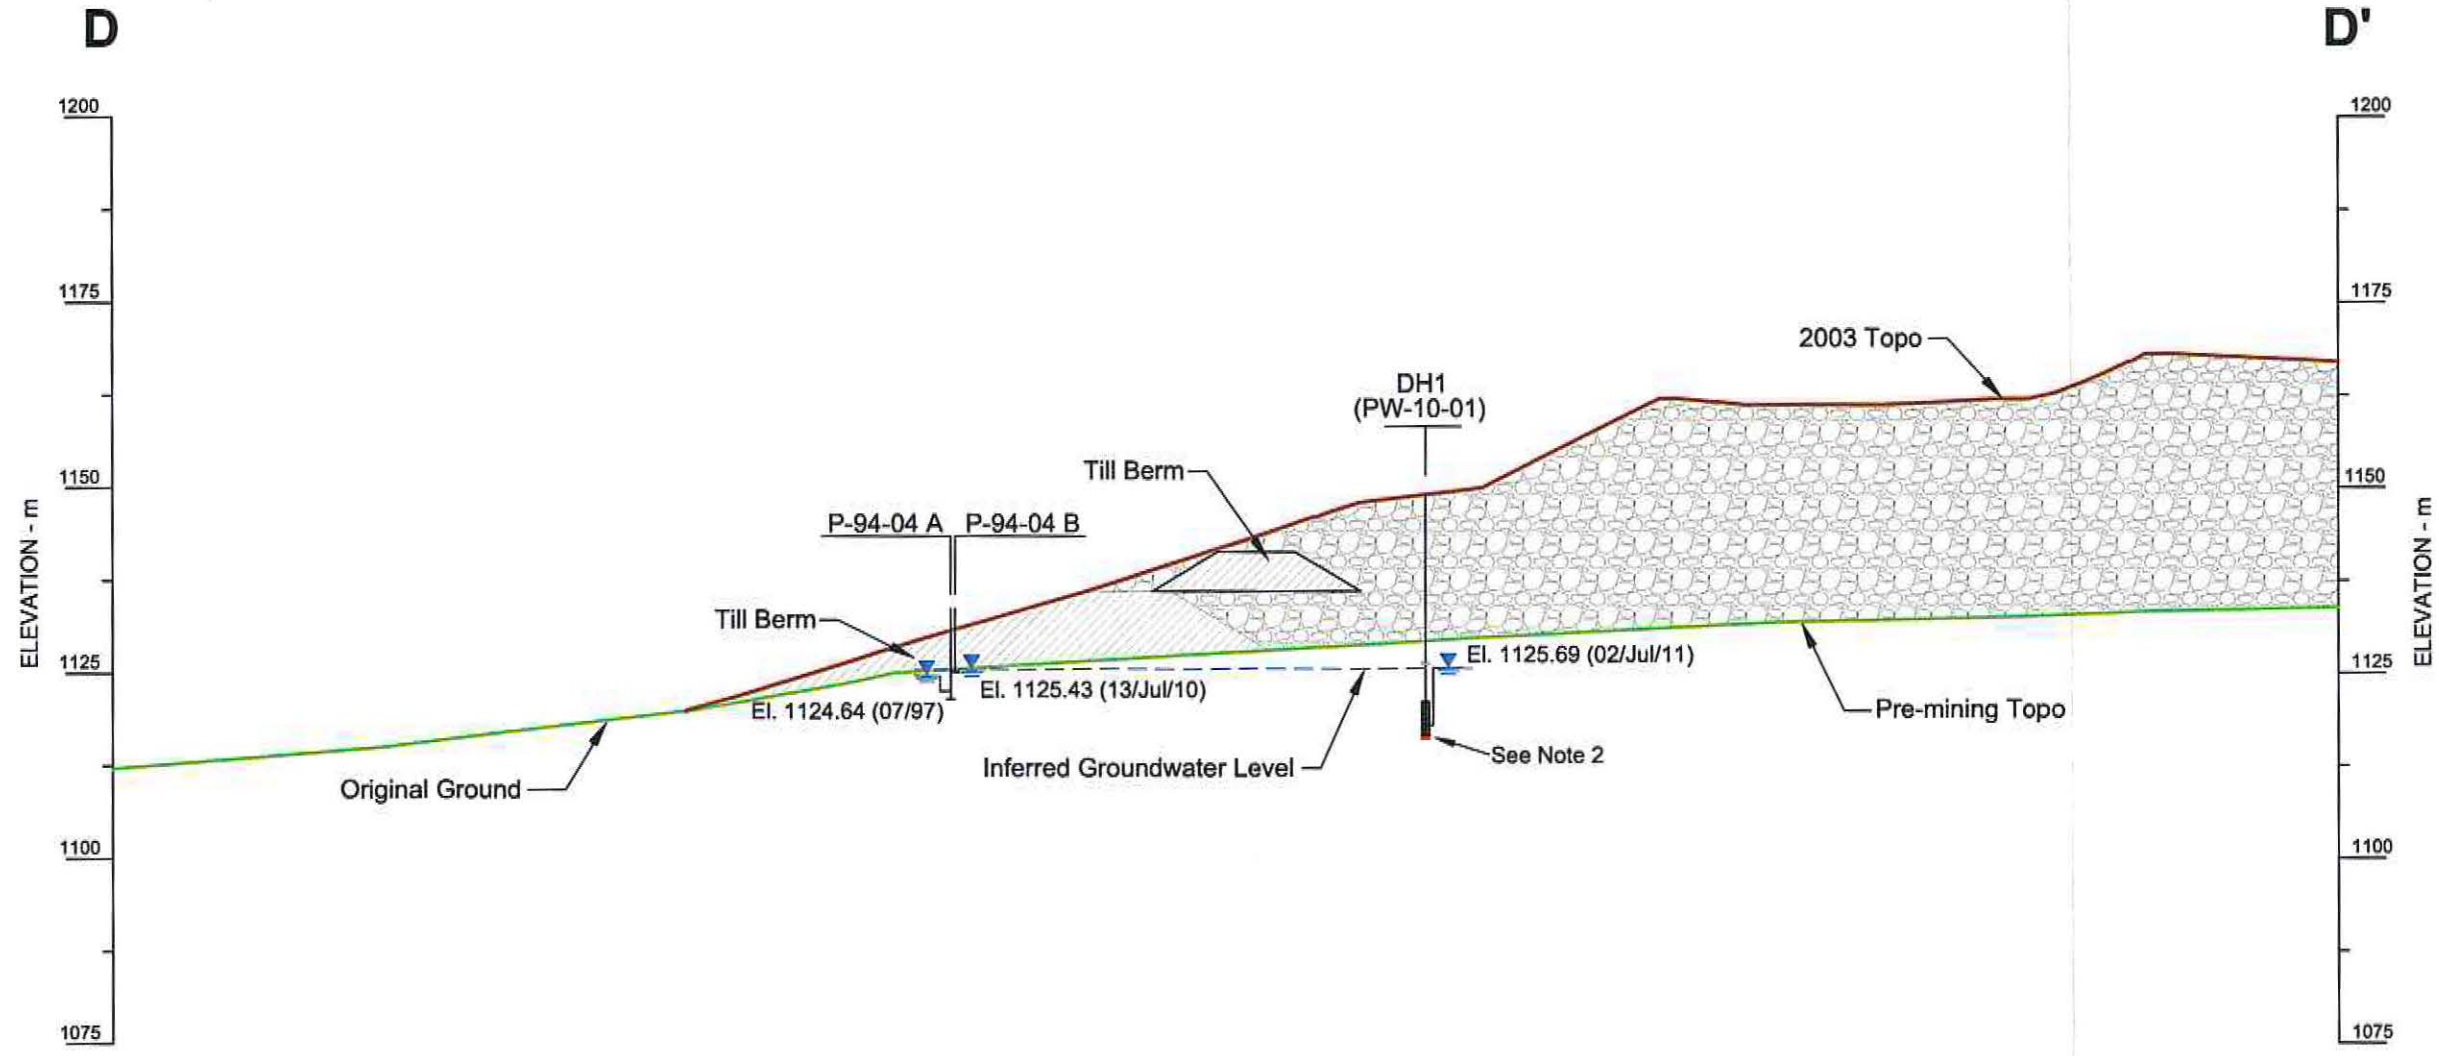 D
D'
1200
1200
1175
1175
2003 Topo
DH1
(PW-10-01)
Till Berm
1150
1150
P-94-04 A
P-94-04 B
ELEVATION - m
ELEVATION - m
Till Berm
El. 1125.69 (02/Jul/11)
1125
1125
El. 1125.43 (13/Jul/10)
El. 1124.64 (07/97)
Pre-mining Topo
See Note 2
Inferred Groundwater Level
Original Ground
1100
1100
1075
1075